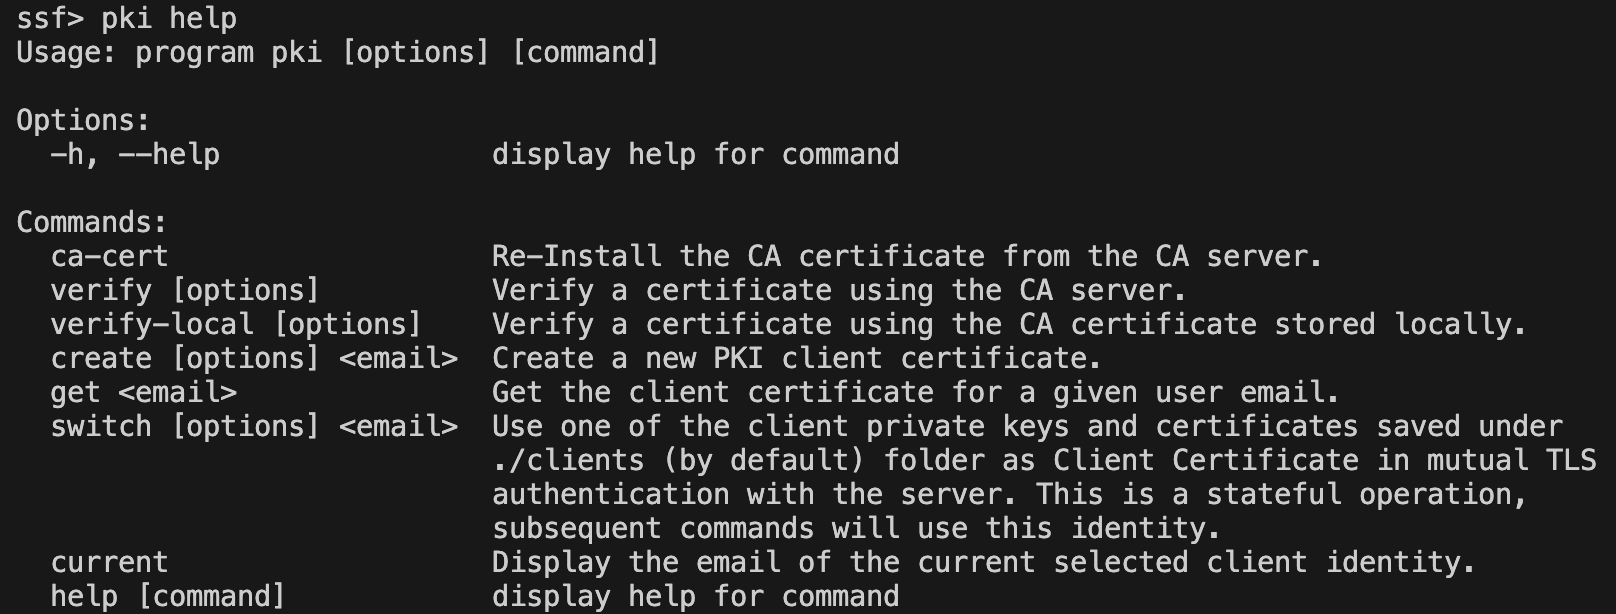 ssf> pki help
Usage: program pki [options] [command]

Options:
  -h, --help                display help for command

Commands:
  ca-cert                   Re-Install the CA certificate from the CA server.
  verify [options]          Verify a certificate using the CA server.
  verify-local [options]    Verify a certificate using the CA certificate stored locally.
  create [options] <email>  Create a new PKI client certificate.
  get <email>               Get the client certificate for a given user email.
  switch [options] <email>  Use one of the client private keys and certificates saved under
                            ./clients (by default) folder as Client Certificate in mutual TLS
                            authentication with the server. This is a stateful operation,
                            subsequent commands will use this identity.
  current                   Display the email of the current selected client identity.
  help [command]            display help for command